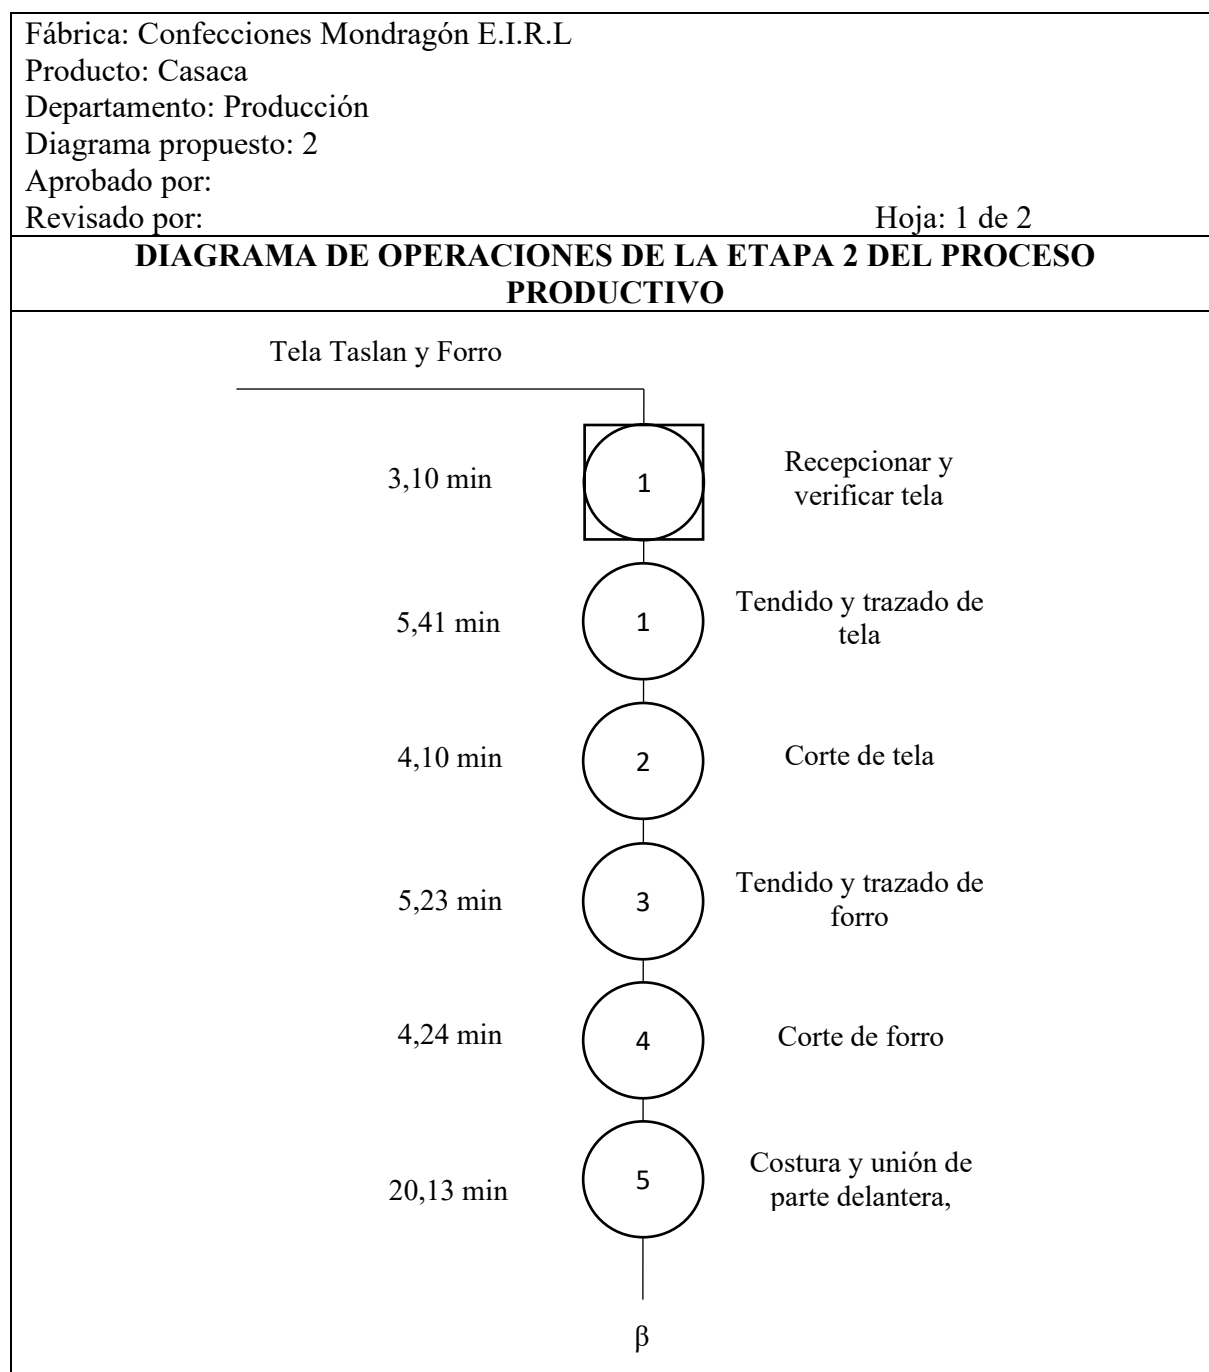 Fábrica: Confecciones Mondragón E.I.R.L
Producto: Casaca
Departamento: Producción
Diagrama propuesto: 2
Aprobado por:
Revisado por: Hoja: 1 de 2
DIAGRAMA DE OPERACIONES DE LA ETAPA 2 DEL PROCESO
PRODUCTIVO
Tela Taslan y Forro
3,10 min 1 Recepcionar y
verificar tela
5,41 min 1 Tendido y trazado de
tela
4,10 min 2 Corte de tela
5,23 min 3 Tendido y trazado de
forro
4,24 min 4 Corte de forro
20,13 min 5 Costura y unión de
parte delantera,
β